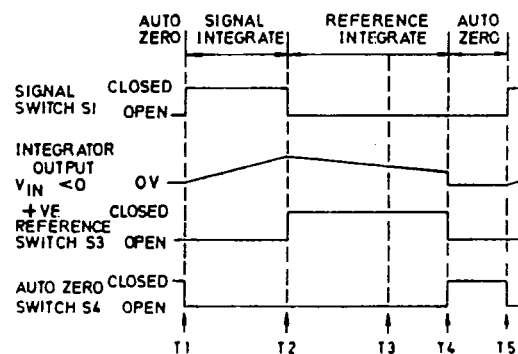 AUTO ZERO
SIGNAL INTEGRATE
REFERENCE INTEGRATE
AUTO ZERO
SIGNAL SWITCH S1
CLOSED
OPEN
INTEGRATOR OUTPUT
VIN <0
0V
+VE REFERENCE SWITCH S3
CLOSED
OPEN
AUTO ZERO SWITCH S4
CLOSED
OPEN
T1 T2 T3 T4 T5